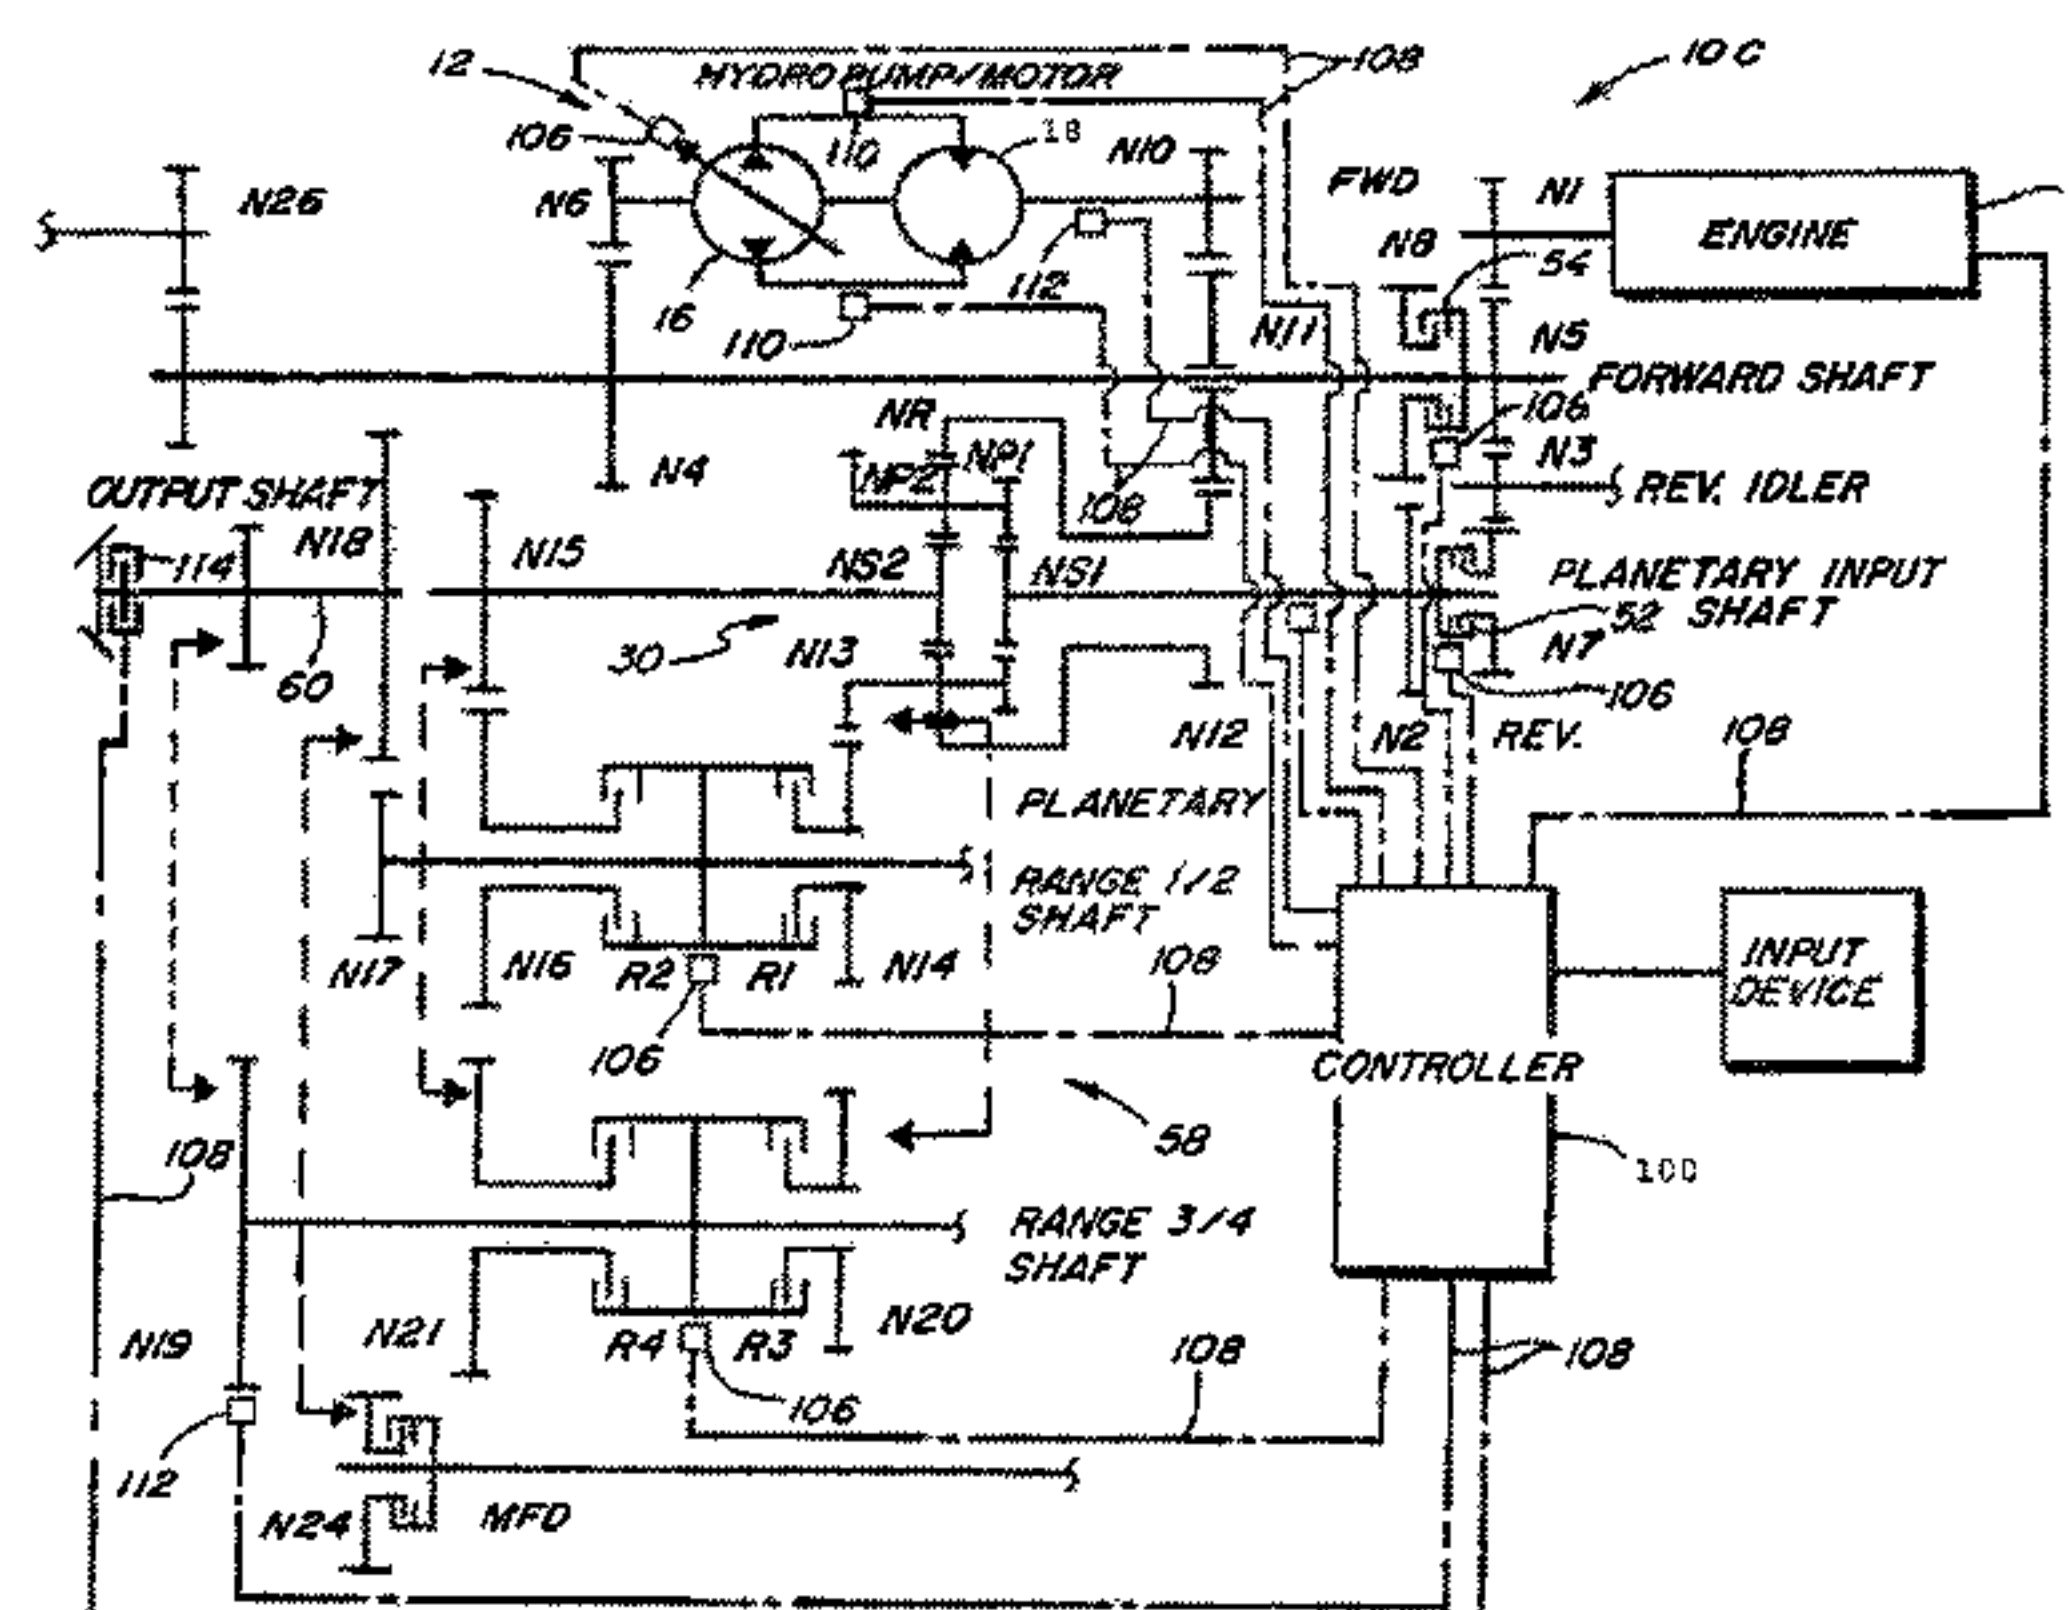 12
HYDRO PUMP/MOTOR
108
10C
106
110
18
N10
FWD
N1
ENGINE
N26
N6
N8
54
16
112
110
N11
N5
FORWARD SHAFT
NR
106
N4
NP2
NP1
N3
OUTPUT SHAFT
108
REV. IDLER
N18
N15
114
NS2
NS1
PLANETARY INPUT
SHAFT
52
30
N13
N7
60
106
N12
N2
REV.
108
PLANETARY
RANGE 1/2
SHAFT
INPUT
DEVICE
N17
N16
R2
R1
N14
108
106
CONTROLLER
108
58
100
RANGE 3/4
SHAFT
N19
N21
R4
R3
N20
108
108
106
112
N24
MFD